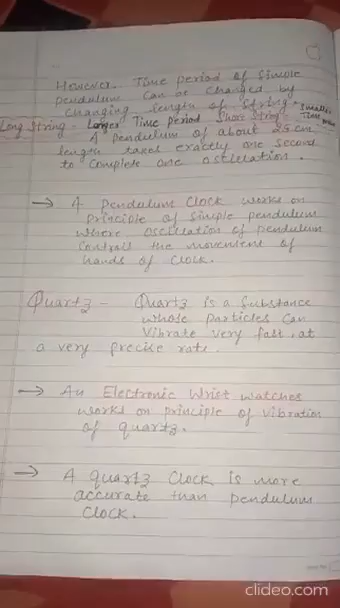 However. Time period of simple
pendulum can be changed by
changing length of string.
Long String - Longer Time Period Short String - Smaller
Time
A pendulum of about 25 cm
length takes exactly one second
to complete one oscillation.
→ A Pendulum Clock works on
Principle of simple pendulum
where oscillation of pendulum
controls the movement of
hands of clock.
Quartz - Quartz is a substance
whose particles can
vibrate very fast at
a very precise rate.
→ An Electronic Wrist watches
works on principle of vibration
of quartz.
→ A quartz clock is more
accurate than pendulum
clock.
clideo.com